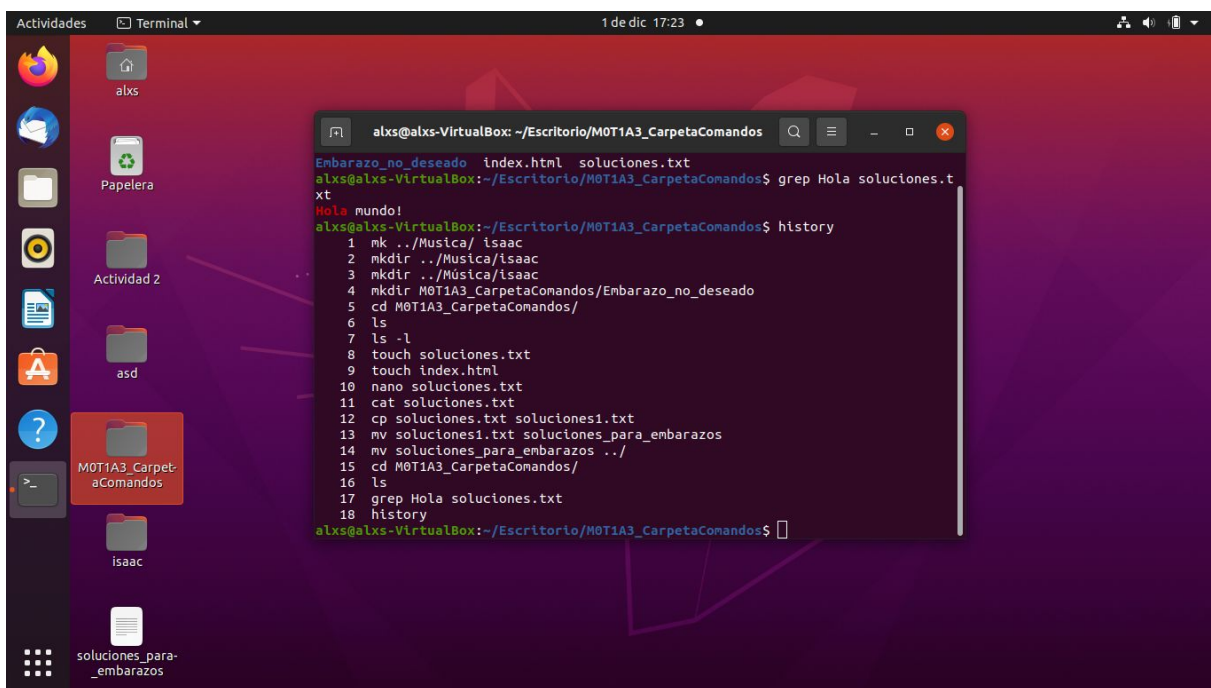 Actividades Terminal 1 de dic 17:23
alxs
Papelera
Actividad 2
asd
M0T1A3_Carpet-
aComandos
isaac
soluciones_para-
_embarazos
alxs@alxs-VirtualBox: ~/Escritorio/M0T1A3_CarpetaComandos
Embarazo_no_deseado index.html soluciones.txt
alxs@alxs-VirtualBox:~/Escritorio/M0T1A3_CarpetaComandos$ grep Hola soluciones.t
xt
Hola mundo!
alxs@alxs-VirtualBox:~/Escritorio/M0T1A3_CarpetaComandos$ history
1 mk ../Musica/ isaac
2 mkdir ../Musica/isaac
3 mkdir ../Música/isaac
4 mkdir M0T1A3_CarpetaComandos/Embarazo_no_deseado
5 cd M0T1A3_CarpetaComandos/
6 ls
7 ls -l
8 touch soluciones.txt
9 touch index.html
10 nano soluciones.txt
11 cat soluciones.txt
12 cp soluciones.txt soluciones1.txt
13 mv soluciones1.txt soluciones_para_embarazos
14 mv soluciones_para_embarazos ../
15 cd M0T1A3_CarpetaComandos/
16 ls
17 grep Hola soluciones.txt
18 history
alxs@alxs-VirtualBox:~/Escritorio/M0T1A3_CarpetaComandos$